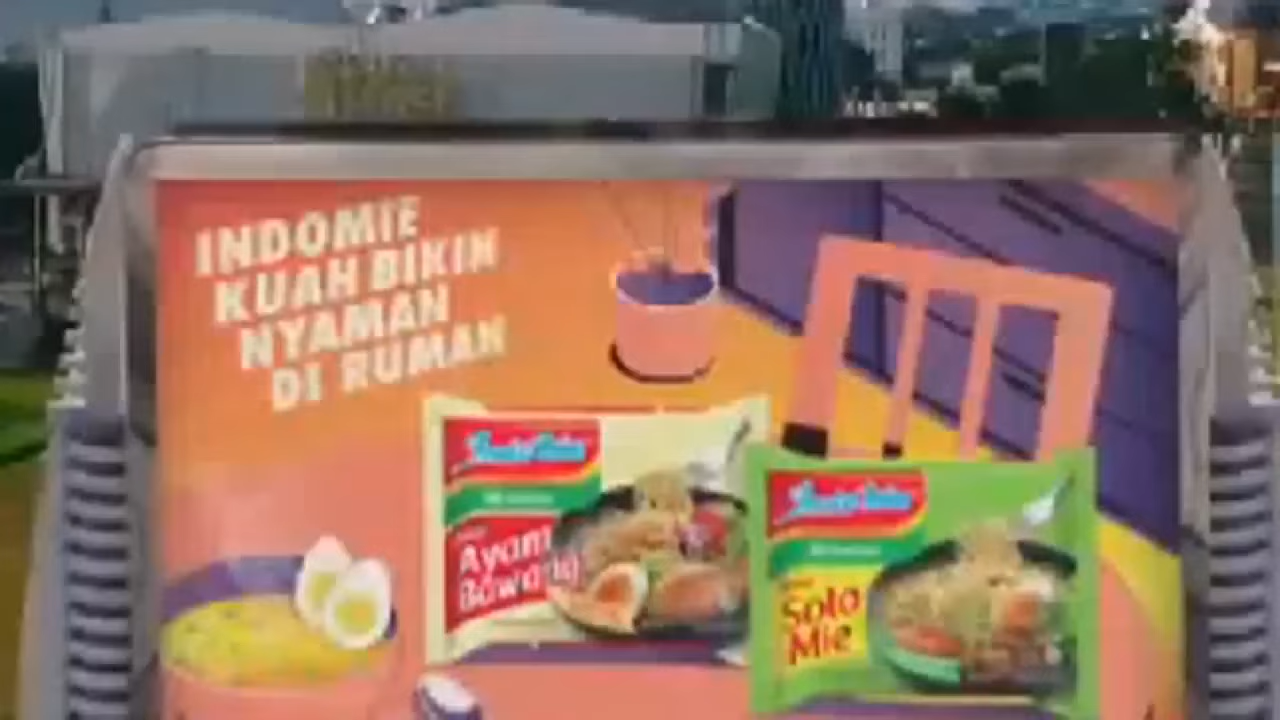 INDOMIE
KUAH BIKIN
NYAMAN
DI RUMAH
Indomie
Ayam
Bawang
Indomie
Soto
Mie